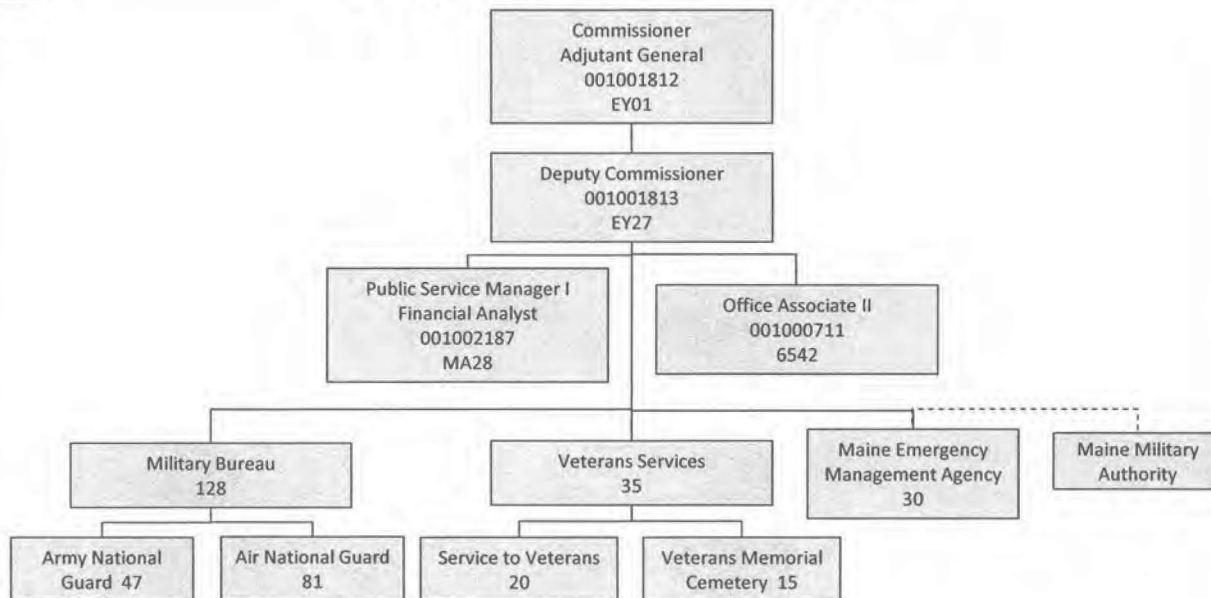 Commissioner
Adjutant General
001001812
EY01
Deputy Commissioner
001001813
EY27
Public Service Manager I
Financial Analyst
001002187
MA28
Office Associate II
001000711
6542
Military Bureau
128
Veterans Services
35
Maine Emergency
Management Agency
30
Maine Military
Authority
Army National
Guard 47
Air National Guard
81
Service to Veterans
20
Veterans Memorial
Cemetery 15